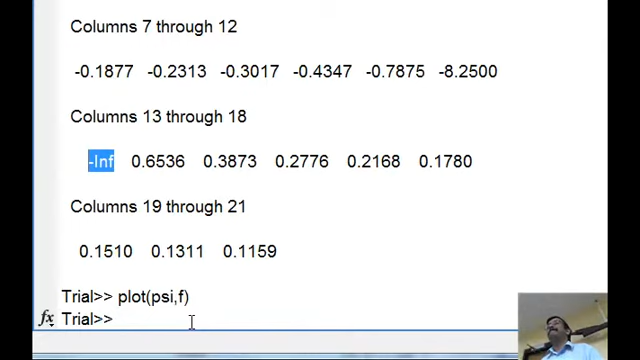 Columns 7 through 12
-0.1877 -0.2313 -0.3017 -0.4347 -0.7875 -8.2500
Columns 13 through 18
-Inf 0.6536 0.3873 0.2776 0.2168 0.1780
Columns 19 through 21
0.1510 0.1311 0.1159
Trial>> plot(psi,f)
fx Trial>>